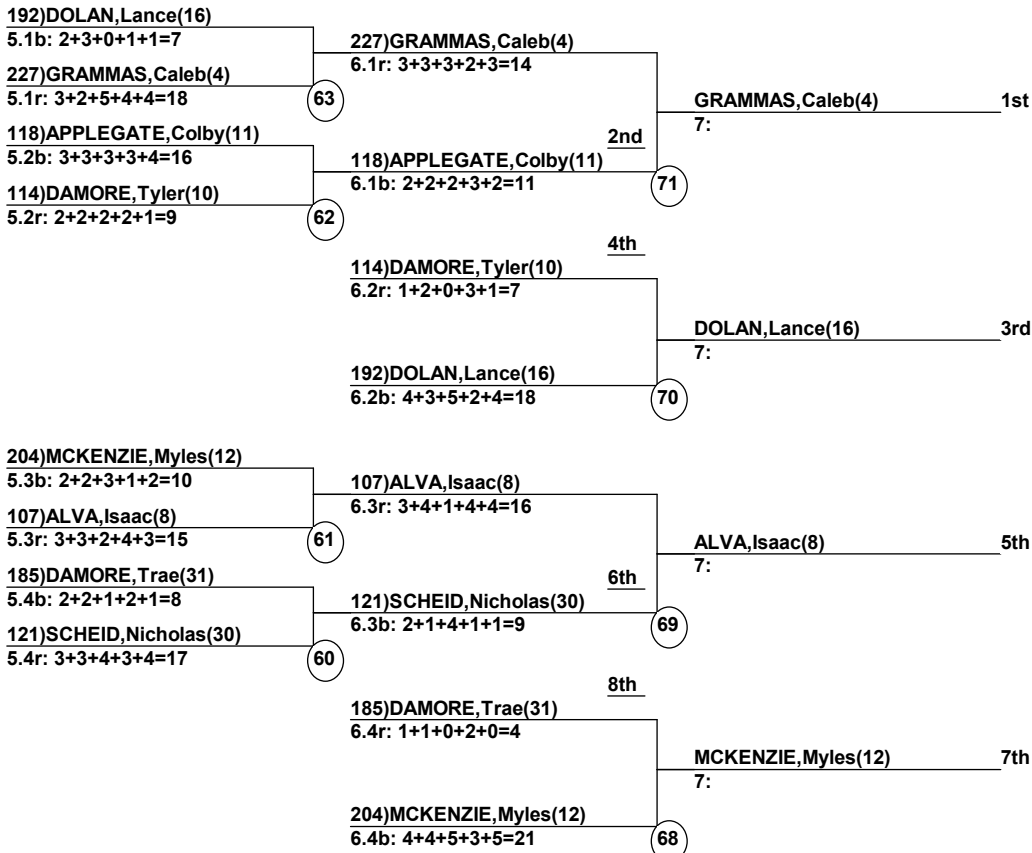 192)DOLAN,Lance(16)
5.1b: 2+3+0+1+1=7
227)GRAMMAS,Caleb(4)
5.1r: 3+2+5+4+4=18
63
118)APPLEGATE,Colby(11)
5.2b: 3+3+3+3+4=16
114)DAMORE,Tyler(10)
5.2r: 2+2+2+2+1=9
62
227)GRAMMAS,Caleb(4)
6.1r: 3+3+3+2+3=14
2nd
118)APPLEGATE,Colby(11)
6.1b: 2+2+2+3+2=11
71
GRAMMAS,Caleb(4) 1st
7:
4th
114)DAMORE,Tyler(10)
6.2r: 1+2+0+3+1=7
192)DOLAN,Lance(16)
6.2b: 4+3+5+2+4=18
70
DOLAN,Lance(16) 3rd
7:
204)MCKENZIE,Myles(12)
5.3b: 2+2+3+1+2=10
107)ALVA,Isaac(8)
5.3r: 3+3+2+4+3=15
61
185)DAMORE,Trae(31)
5.4b: 2+2+1+2+1=8
121)SCHEID,Nicholas(30)
5.4r: 3+3+4+3+4=17
60
107)ALVA,Isaac(8)
6.3r: 3+4+1+4+4=16
6th
121)SCHEID,Nicholas(30)
6.3b: 2+1+4+1+1=9
69
ALVA,Isaac(8) 5th
7:
8th
185)DAMORE,Trae(31)
6.4r: 1+1+0+2+0=4
204)MCKENZIE,Myles(12)
6.4b: 4+4+5+3+5=21
68
MCKENZIE,Myles(12) 7th
7: